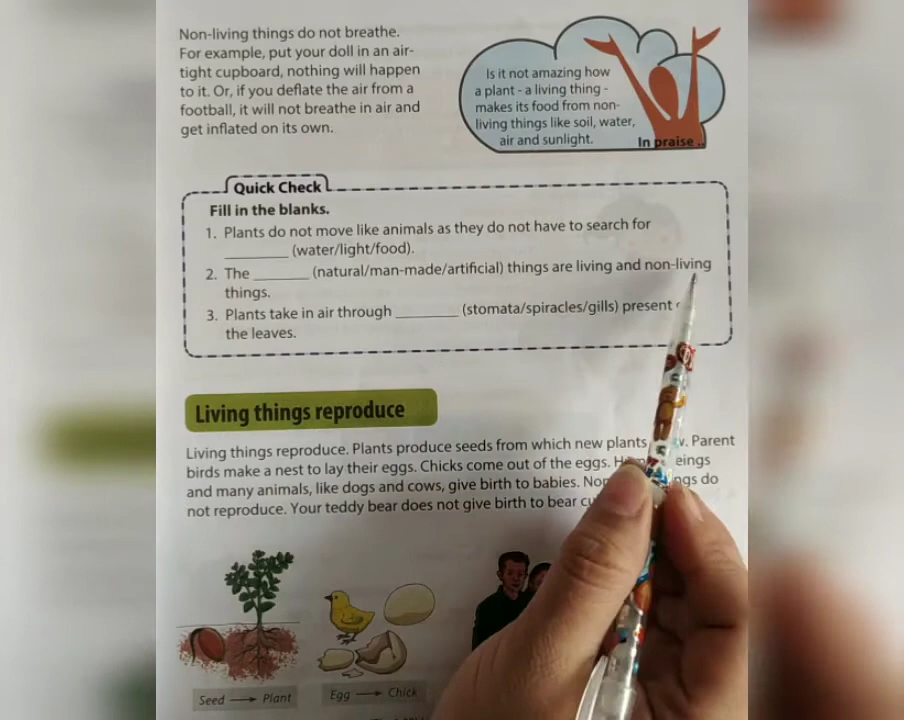 Non-living things do not breathe.
For example, put your doll in an air-
tight cupboard, nothing will happen
to it. Or, if you deflate the air from a
football, it will not breathe in air and
get inflated on its own.
Is it not amazing how
a plant - a living thing -
makes its food from non-
living things like soil, water,
air and sunlight.
In praise ..
Quick Check
Fill in the blanks.
1. Plants do not move like animals as they do not have to search for
________ (water/light/food).
2. The _______ (natural/man-made/artificial) things are living and non-living
things.
3. Plants take in air through ________ (stomata/spiracles/gills) present
the leaves.
Living things reproduce
Living things reproduce. Plants produce seeds from which new plants Parent
birds make a nest to lay their eggs. Chicks come out of the eggs.
and many animals, like dogs and cows, give birth to babies. do
not reproduce. Your teddy bear does not give birth to bear
Seed → Plant
Egg → Chick